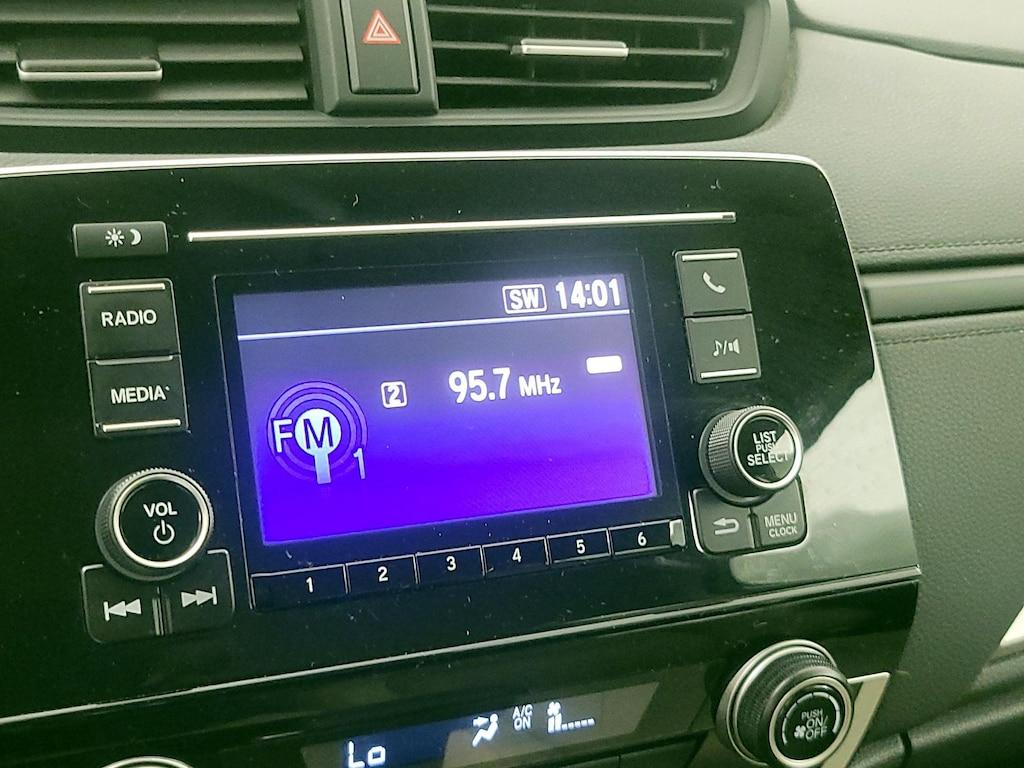 SW 14:01
RADIO
MEDIA
2 95.7 MHz
FM 1
LIST
PUSH
SELECT
VOL
MENU
CLOCK
1 2 3 4 5 6
PUSH
ON/
OFF
A/C
ON
Lo